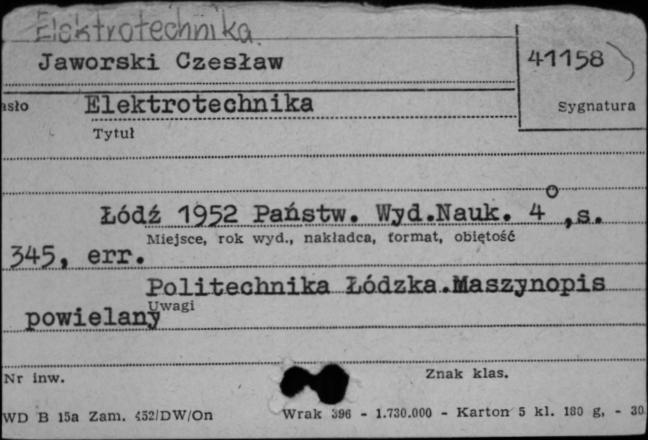 Elektrotechnika.
Jaworski Czesław
41158
asło Elektrotechnika
Sygnatura
Tytuł
Łódź 1952 Państw. Wyd.Nauk. 4o,s.
Miejsce, rok wyd., nakładca, format, objętość
345, err.
Politechnika Łódzka.Maszynopis
Uwagi
powielany
Nr inw.
Znak klas.
WD B 15a Zam. 452/DW/On Wrak 396 - 1.730.000 - Karton 5 kl. 180 g, - 30